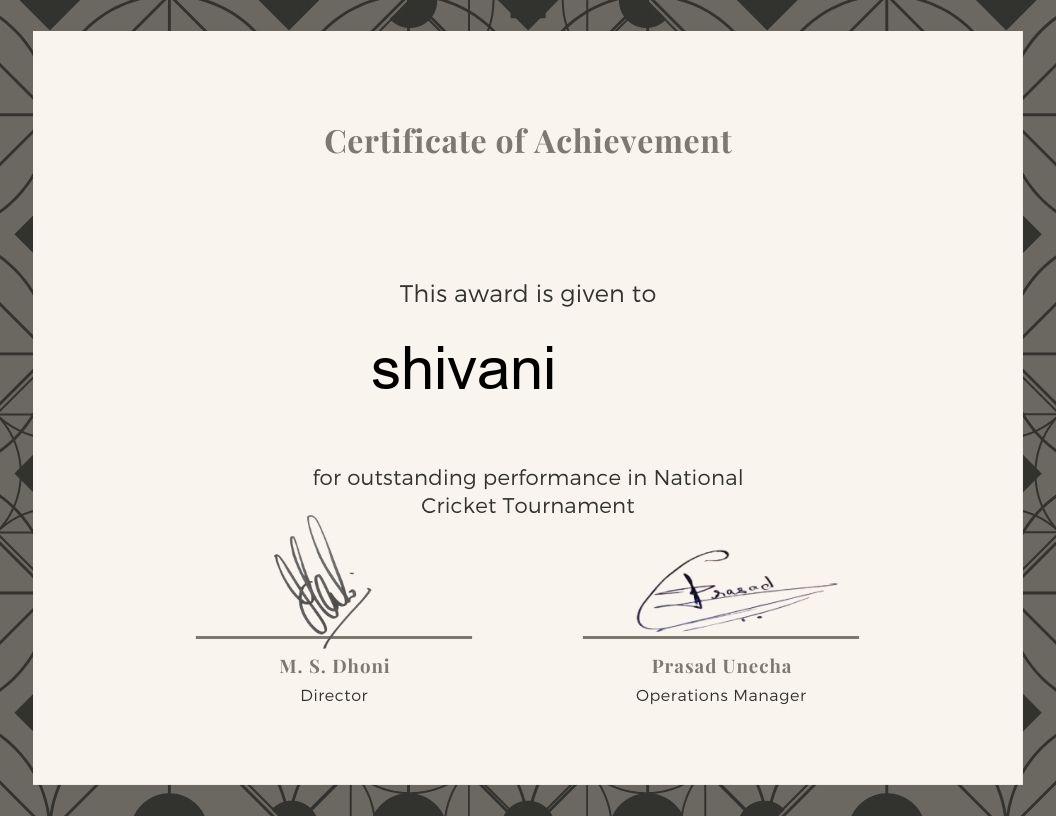 Certificate of Achievement
This award is given to
shivani
for outstanding performance in National
Cricket Tournament
Prasad
M. S. Dhoni
Prasad Unecha
Director
Operations Manager